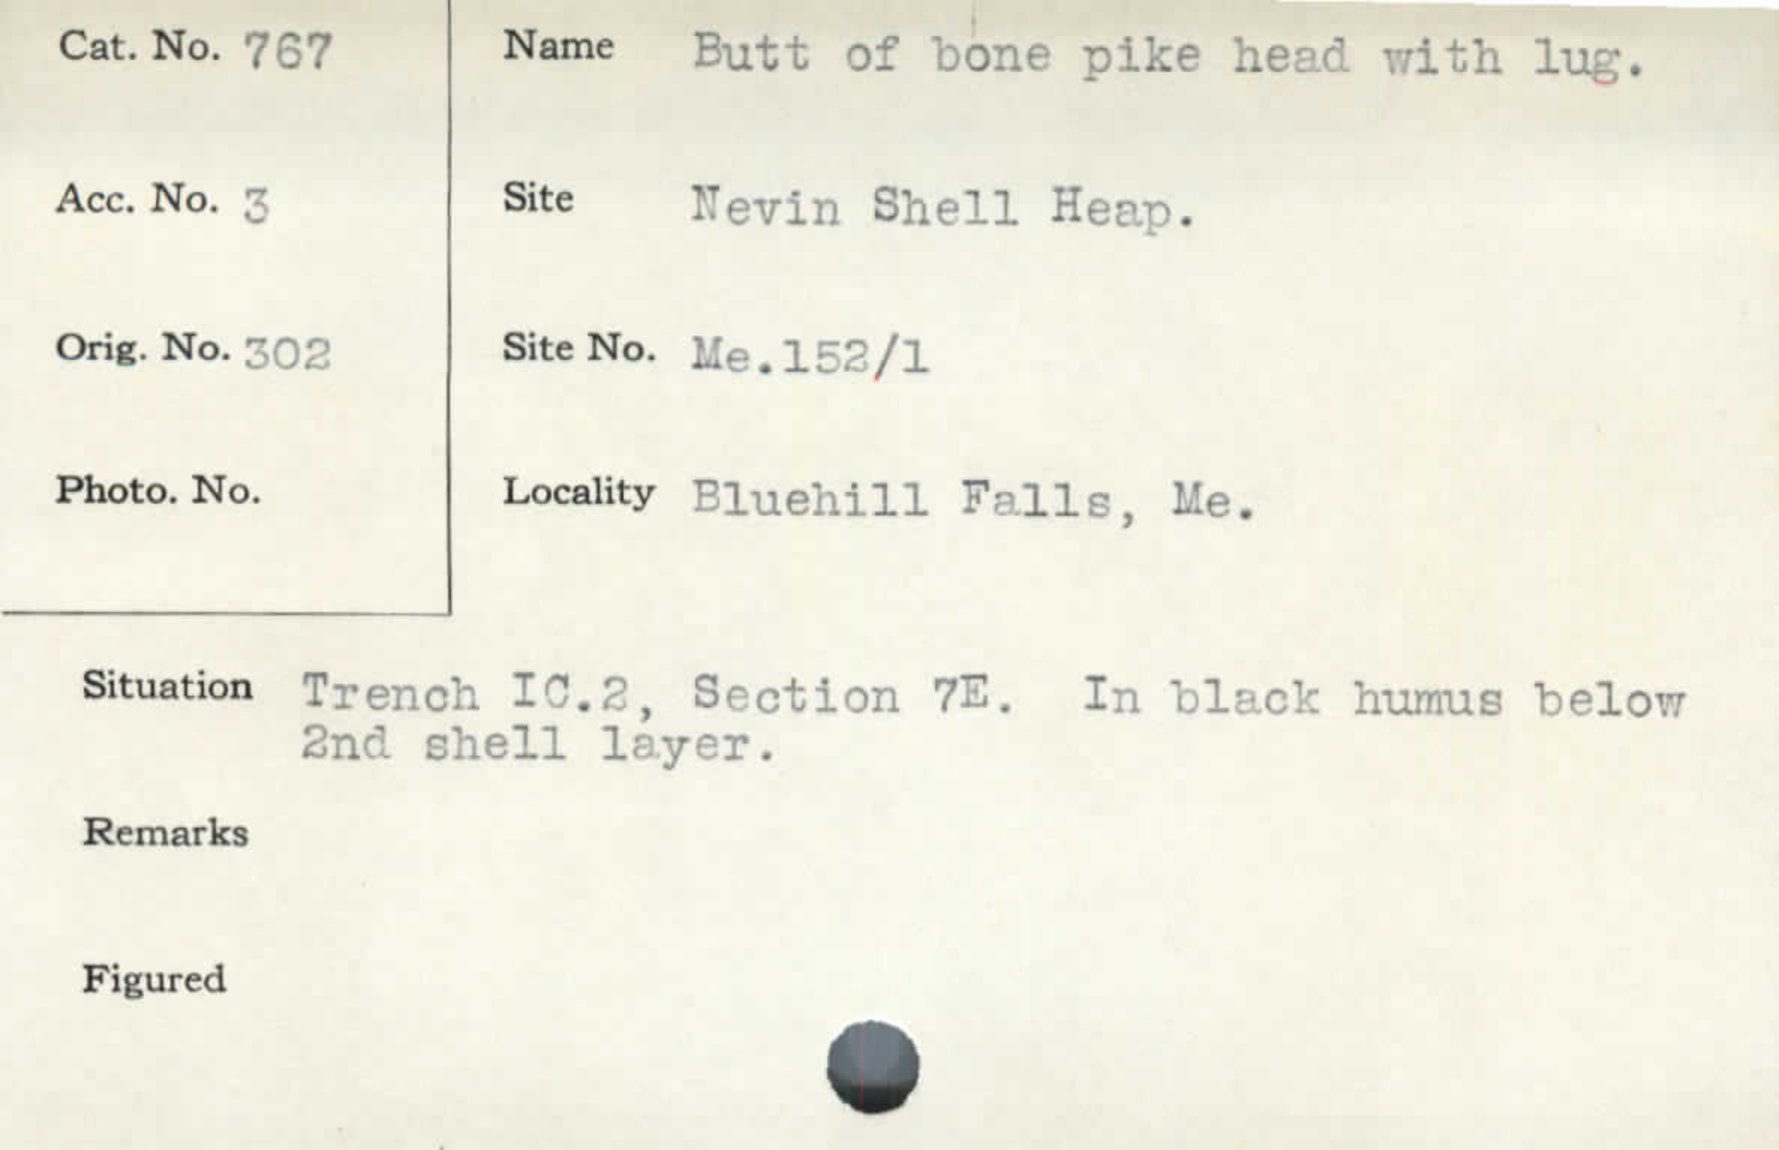 Cat. No. 767
Name Butt of bone pike head with lug.
Acc. No. 3
Site Nevin Shell Heap.
Orig. No. 302
Site No. Me.152/1
Photo. No.
Locality Bluehill Falls, Me.
Situation Trench IC.2, Section 7E. In black humus below
2nd shell layer.
Remarks
Figured